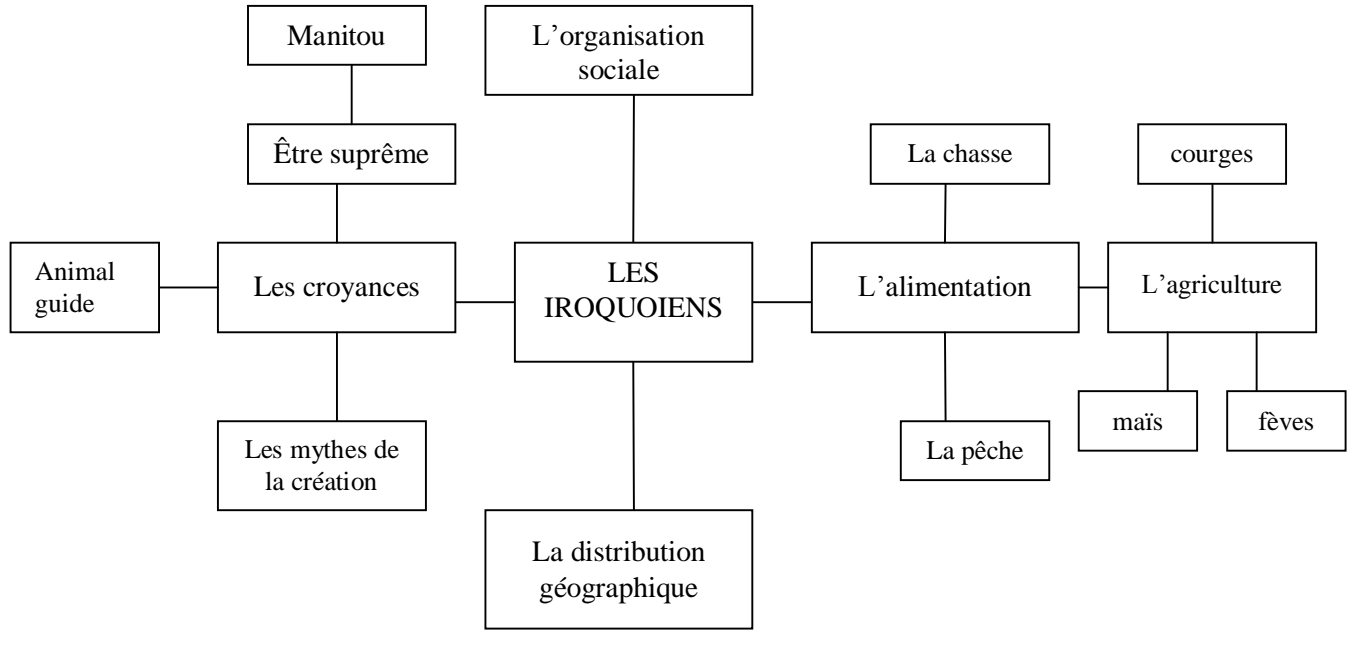 Manitou
L’organisation
sociale
Être suprême
La chasse
courges
Animal
guide
Les croyances
LES
IROQUOIENS
L’alimentation
L’agriculture
Les mythes de
la création
La pêche
maïs
fèves
La distribution
géographique